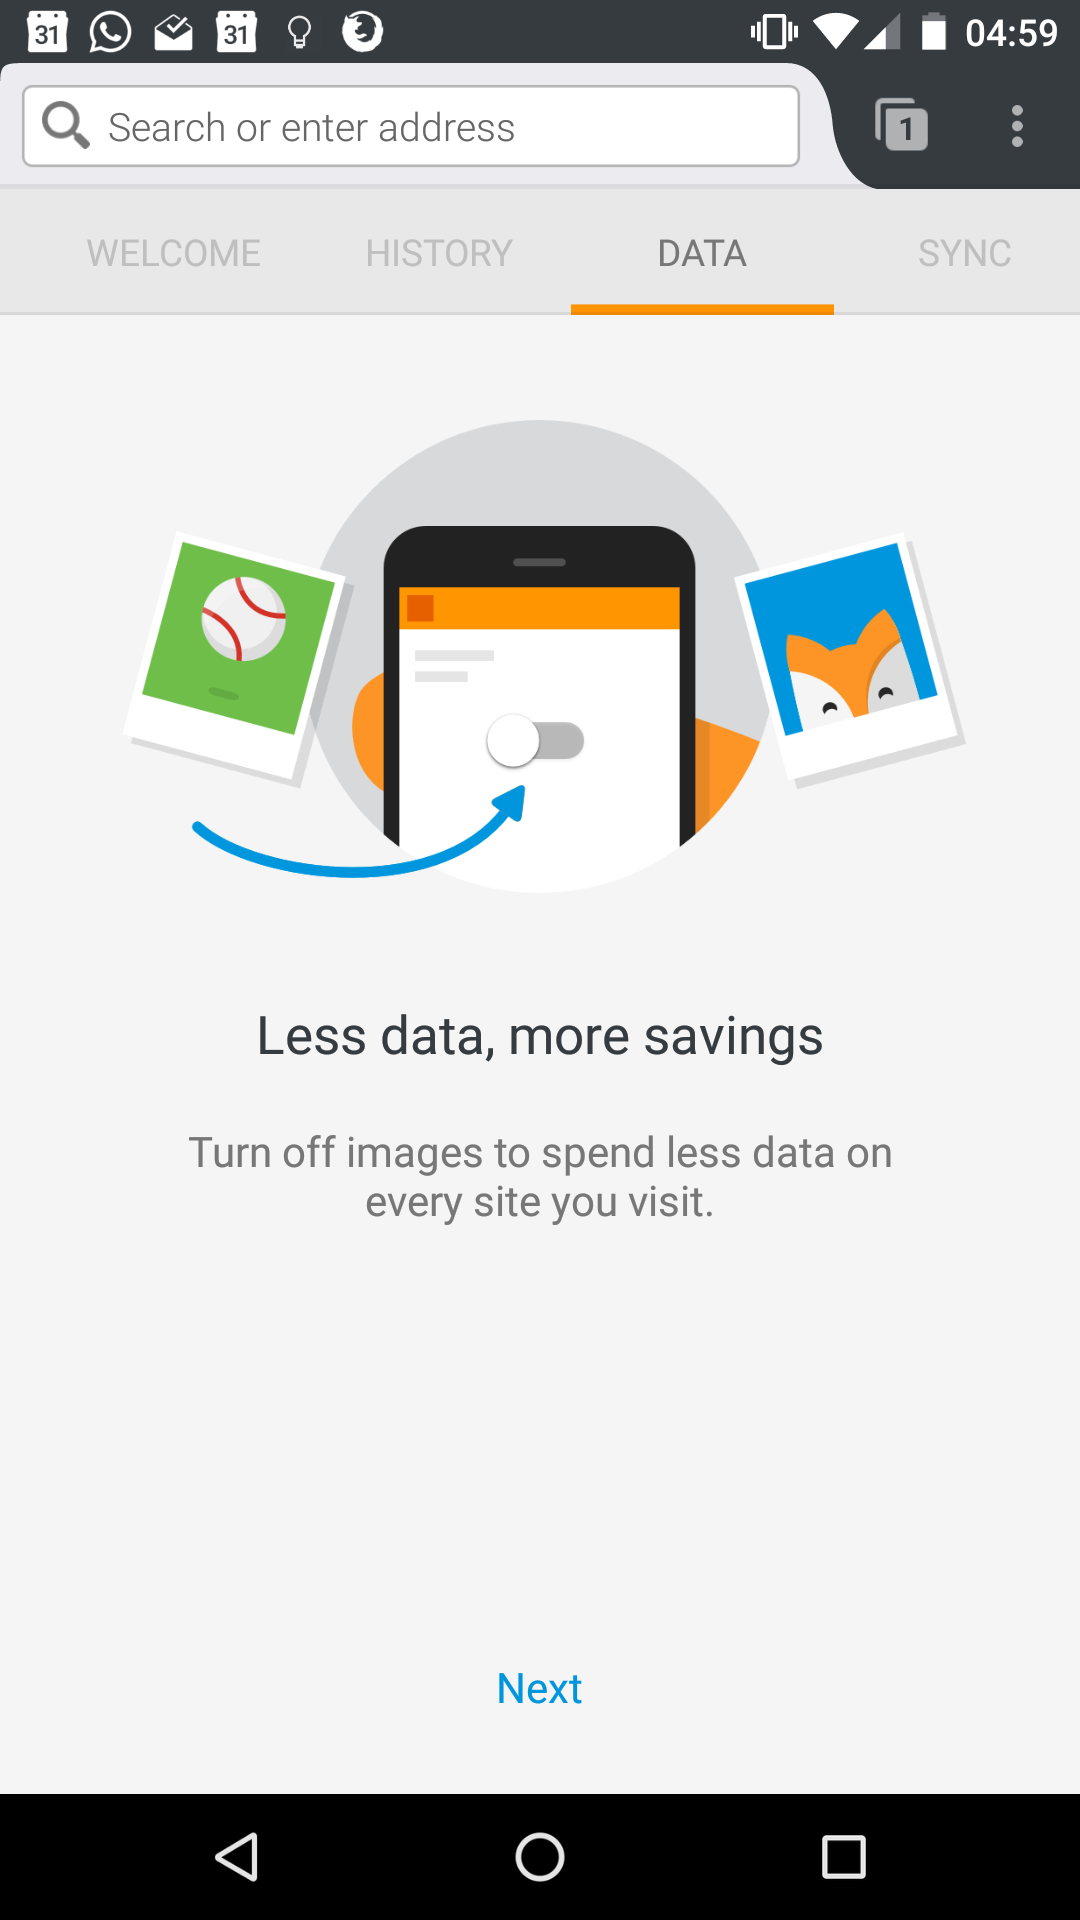 31 31 04:59
Search or enter address 1
WELCOME HISTORY DATA SYNC
Less data, more savings
Turn off images to spend less data on
every site you visit.
Next